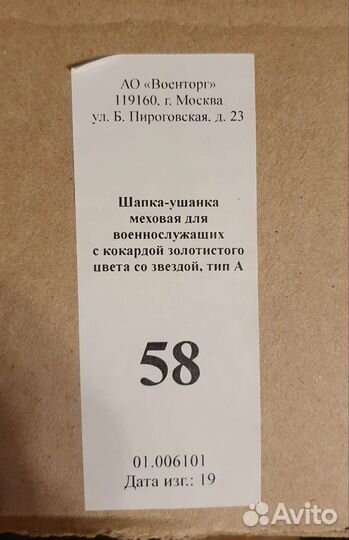 АО «Военторг»
119160, г. Москва
ул. Б. Пироговская, д. 23
Шапка-ушанка
меховая для
военнослужащих
с кокардой золотистого
цвета со звездой, тип А
58
01.006101
Дата изг.: 19
Avito